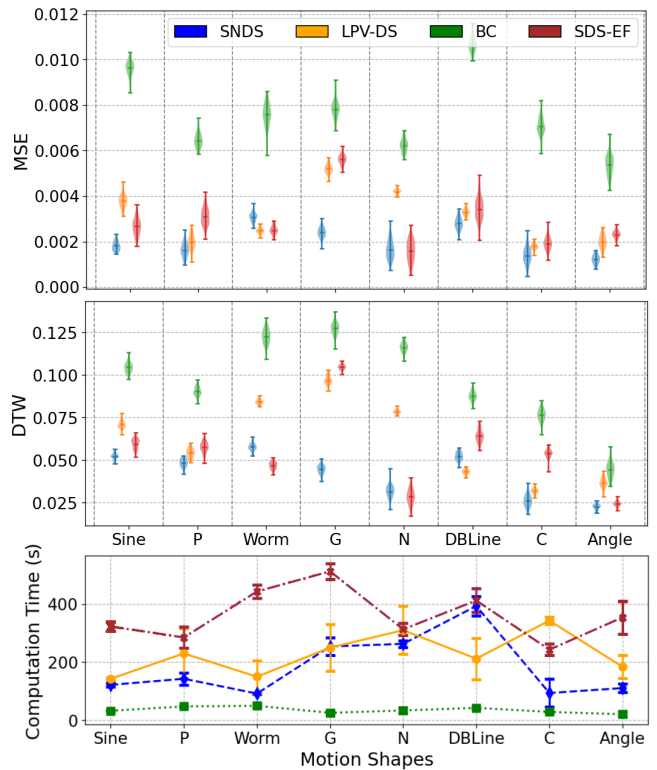 0.012
SNDS LPV-DS BC SDS-EF
0.010
0.008
0.006
0.004
0.002
0.000
MSE
0.125
0.100
0.075
0.050
0.025
DTW
Sine P Worm G N DBLine C Angle
400
200
0
Computation Time (s)
Sine P Worm G N DBLine C Angle
Motion Shapes